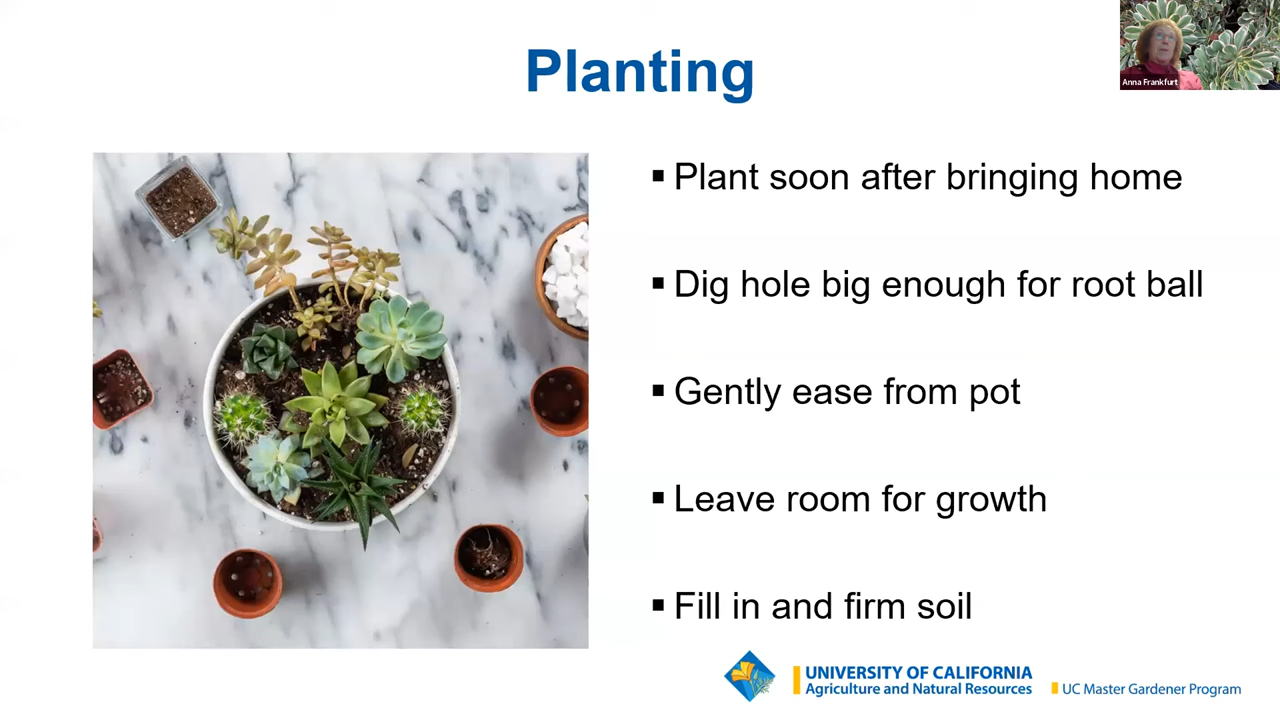 Planting
Anna Frankfurt
▪ Plant soon after bringing home
▪ Dig hole big enough for root ball
▪ Gently ease from pot
▪ Leave room for growth
▪ Fill in and firm soil
UNIVERSITY OF CALIFORNIA
Agriculture and Natural Resources
UC Master Gardener Program